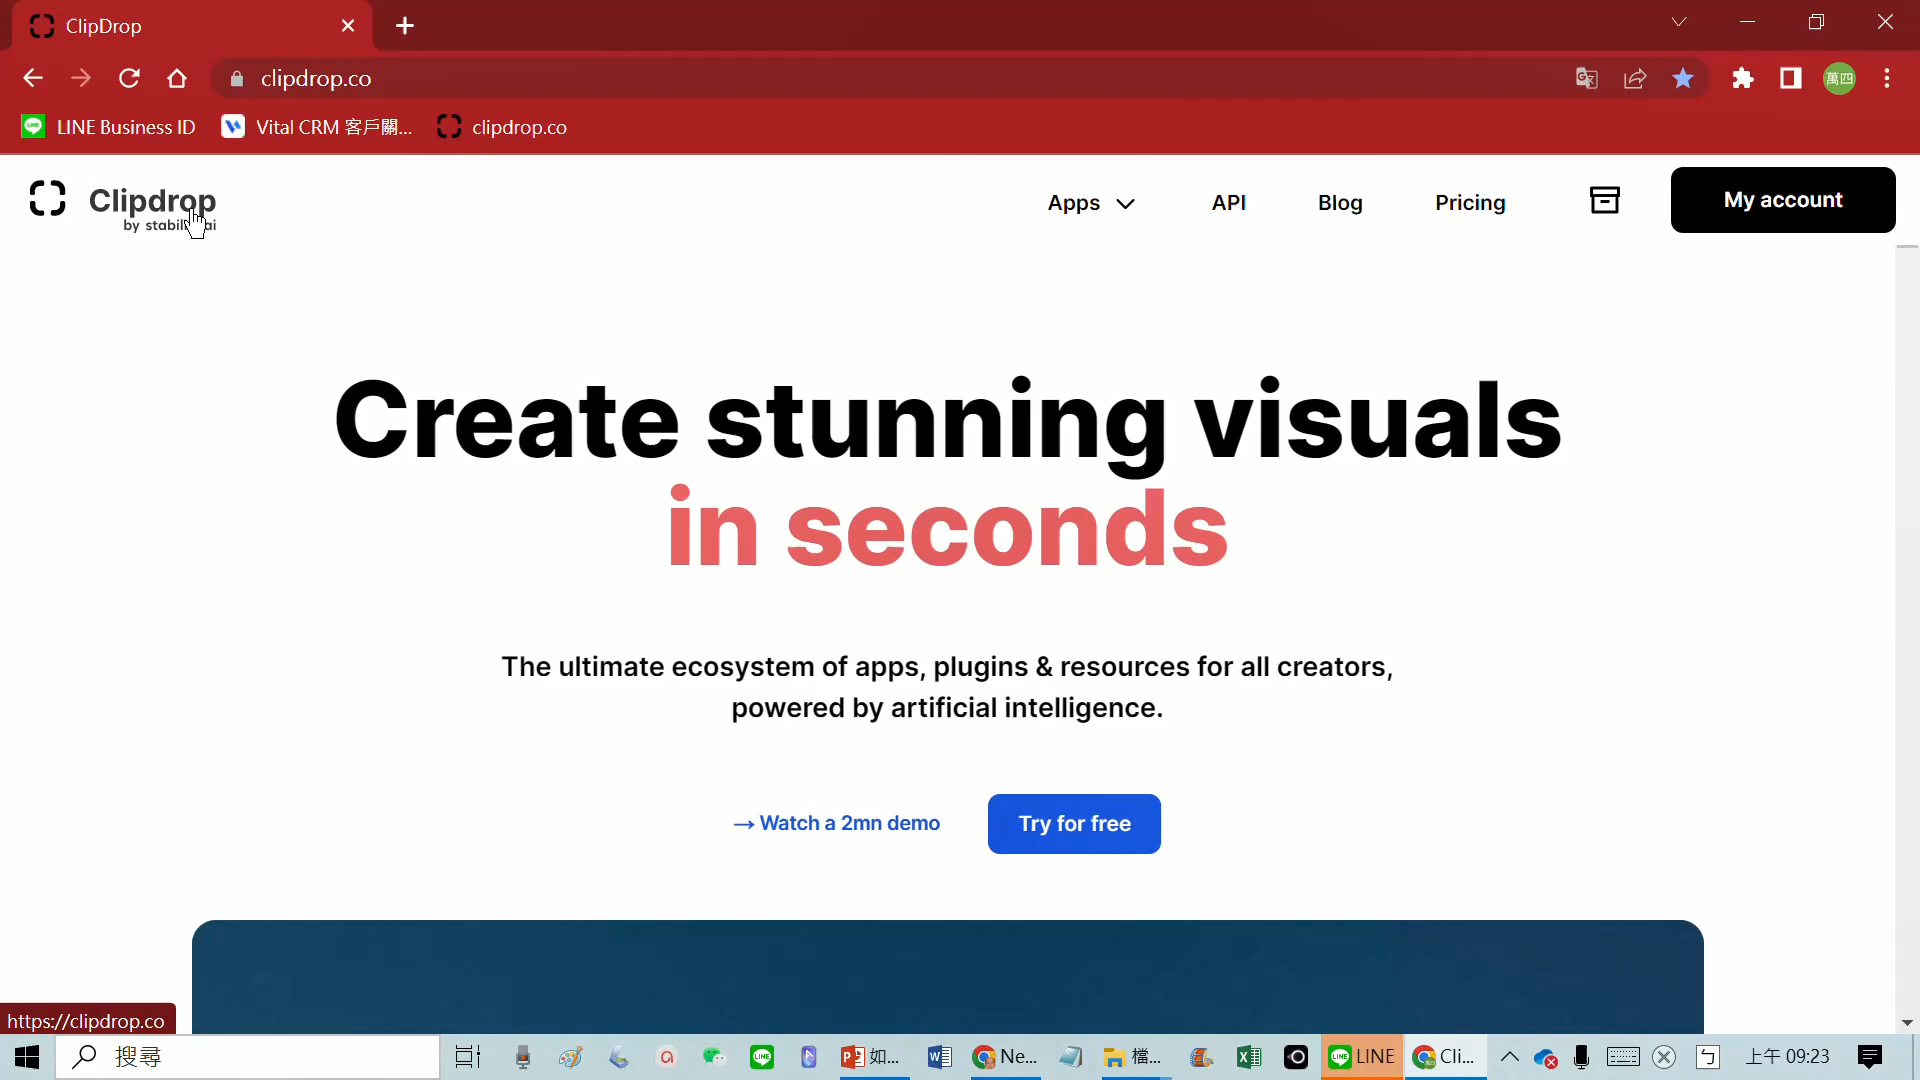 ClipDrop
clipdrop.co
LINE Business ID
Vital CRM 客戶關...
clipdrop.co
萬四
Clipdrop
Apps
API
Blog
Pricing
My account
Create stunning visuals
in seconds
The ultimate ecosystem of apps, plugins & resources for all creators,
powered by artificial intelligence.
→ Watch a 2mn demo
Try for free
https://clipdrop.co
搜尋
如...
Ne...
檔...
LINE
Cli...
ㄅ
上午 09:23